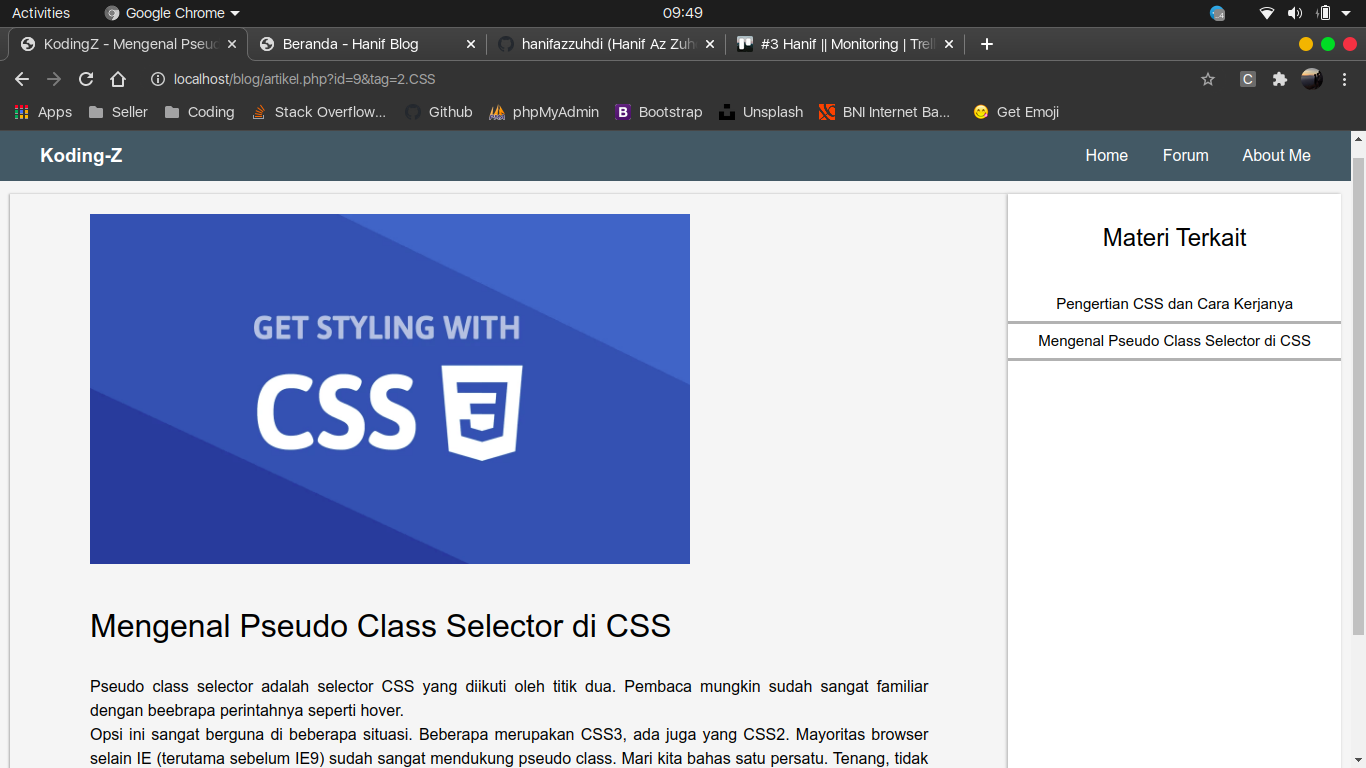 Activities
Google Chrome
09:49
KodingZ - Mengenal Pseud
Beranda - Hanif Blog
hanifazzuhdi (Hanif Az Zuh
#3 Hanif || Monitoring | Trell
localhost/blog/artikel.php?id=9&tag=2.CSS
C
Apps
Seller
Coding
Stack Overflow...
Github
phpMyAdmin
B Bootstrap
Unsplash
BNI Internet Ba...
Get Emoji
Koding-Z
Home
Forum
About Me
GET STYLING WITH
CSS 3
Materi Terkait
Pengertian CSS dan Cara Kerjanya
Mengenal Pseudo Class Selector di CSS
Mengenal Pseudo Class Selector di CSS
Pseudo class selector adalah selector CSS yang diikuti oleh titik dua. Pembaca mungkin sudah sangat familiar
dengan beebrapa perintahnya seperti hover.
Opsi ini sangat berguna di beberapa situasi. Beberapa merupakan CSS3, ada juga yang CSS2. Mayoritas browser
selain IE (terutama sebelum IE9) sudah sangat mendukung pseudo class. Mari kita bahas satu persatu. Tenang, tidak